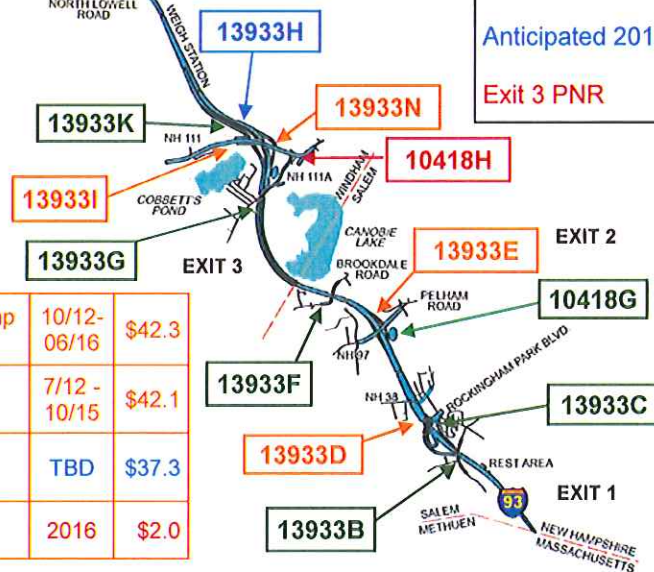 NORTH LOWELL
ROAD
WEIGH STATION
13933H
Anticipated 201
Exit 3 PNR
13933K
13933N
NH 111
10418H
13933I
NH 111A
WINDHAM
SALEM
COBBETT'S
POND
CANOBIE
LAKE
13933G
EXIT 3
BROOKDALE
ROAD
13933E
EXIT 2
PELHAM
ROAD
10418G
NH 97
13933F
ROCKINGHAM PARK BLVD
NH 38
13933C
13933D
REST AREA
93
EXIT 1
13933B
SALEM
METHUEN
NEW HAMPSHIRE
MASSACHUSETTS
10/12-
06/16
$42.3
7/12 -
10/15
$42.1
TBD
$37.3
2016
$2.0